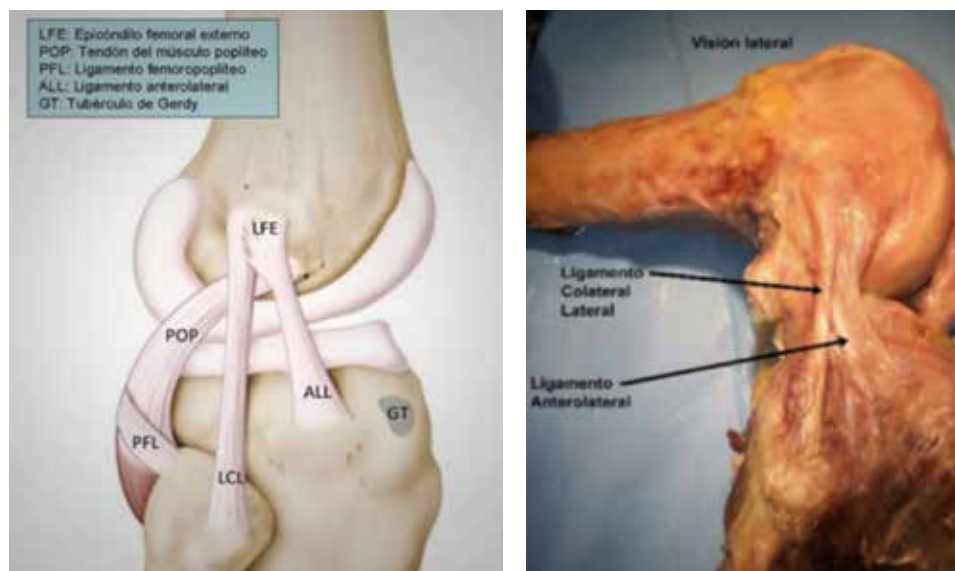 LFE: Epicóndilo femoral externo
POP: Tendón del músculo poplíteo
PFL: Ligamento femoropoplíteo
ALL: Ligamento anterolateral
GT: Tubérculo de Gerdy
LFE
POP
ALL
GT
PFL
LCL
Visión lateral
Ligamento
Colateral
Lateral
Ligamento
Anterolateral